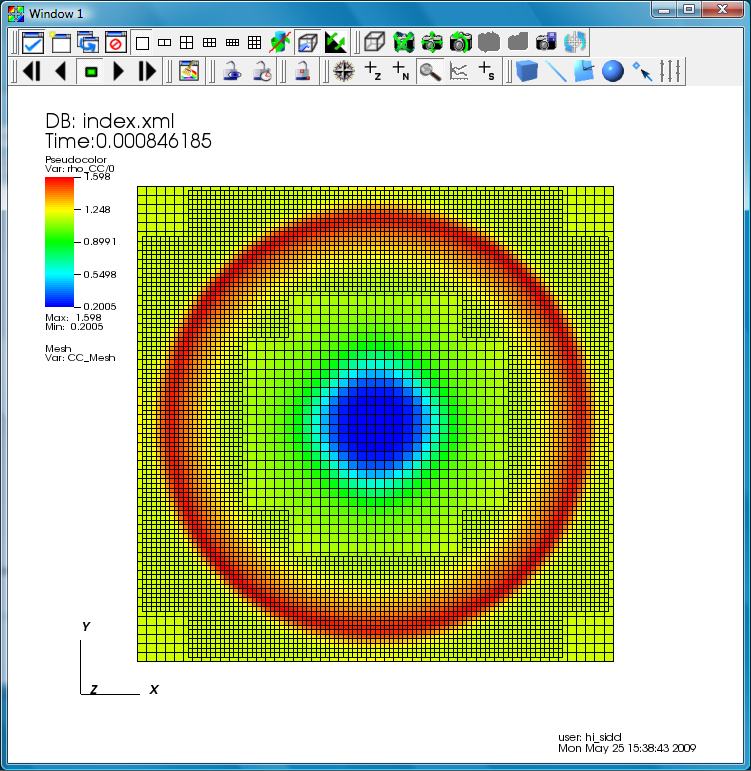 Window 1
z
N
S
DB: index.xml
Time:0.000846185
Pseudocolor
Var: rho_CC/0
1.598
1.248
0.8991
0.5498
0.2005
Max: 1.598
Min: 0.2005
Mesh
Var: CC_Mesh
Y
Z X
user: hi_sidd
Mon May 25 15:38:43 2009